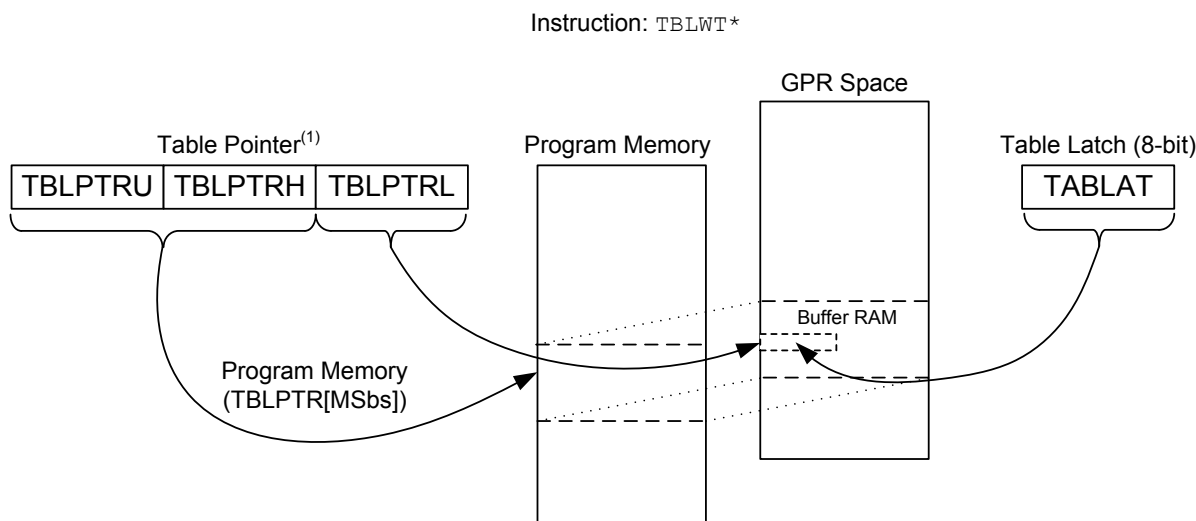 Instruction: TBLWT*
GPR Space
Table Pointer(1)
Program Memory
Table Latch (8-bit)
TBLPTRU TBLPTRH TBLPTRL
TABLAT
Buffer RAM
Program Memory
(TBLPTR[MSbs])